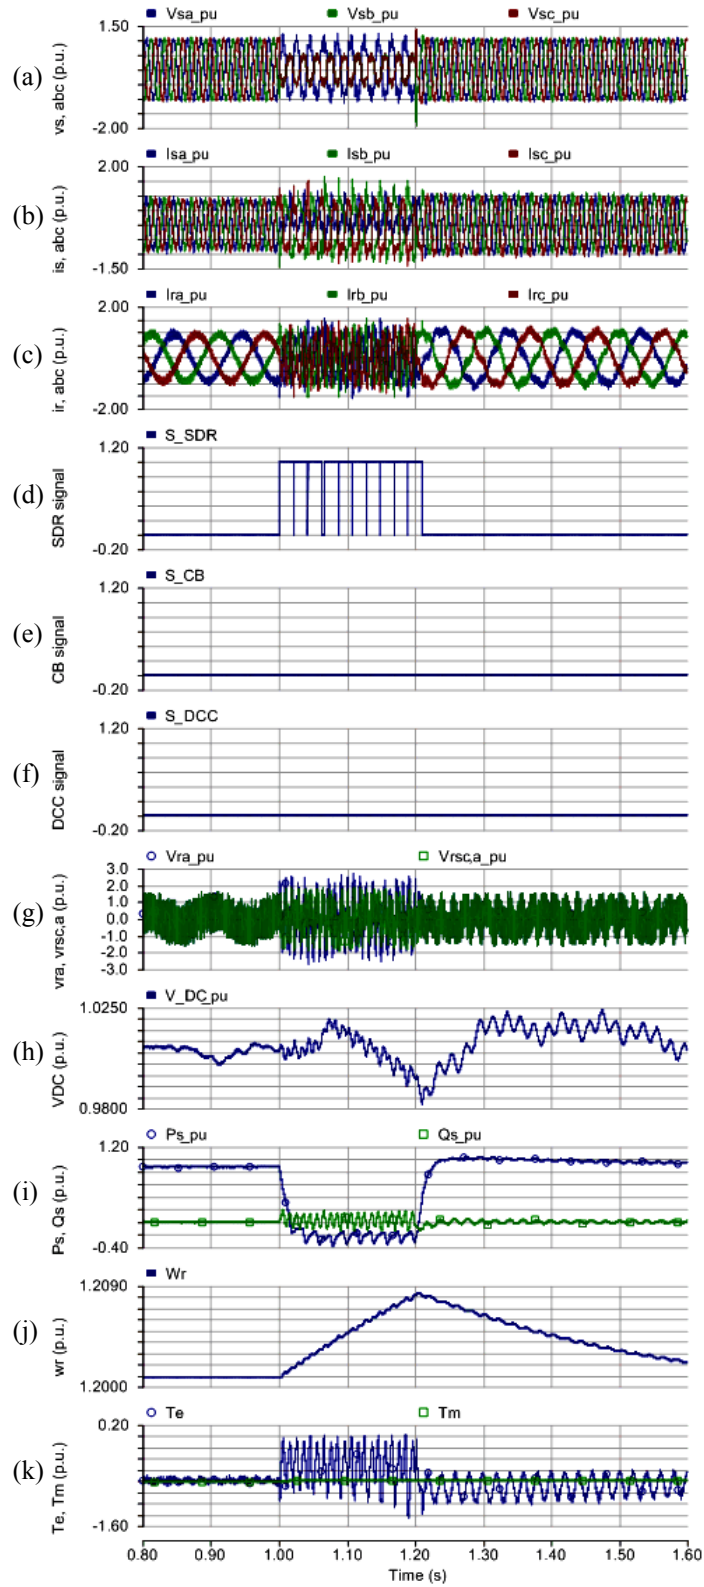 Vsa_pu Vsb_pu Vsc_pu
1.50
(a)
vs, abc (p.u.)
-2.00
Isa_pu Isb_pu Isc_pu
2.00
(b)
is, abc (p.u.)
-1.50
Ira_pu Irb_pu Irc_pu
2.00
(c)
ir, abc (p.u.)
-2.00
S_SDR
1.20
(d)
SDR signal
-0.20
S_CB
1.20
(e)
CB signal
-0.20
S_DCC
1.20
(f)
DCC signal
-0.20
Vra_pu Vrsc,a_pu
3.0
2.0
1.0
(g)
vra, vrsc,a (p.u.)
0.0
-1.0
-2.0
-3.0
V_DC_pu
1.0250
(h)
VDC (p.u.)
0.9800
Ps_pu Qs_pu
1.20
(i)
Ps, Qs (p.u.)
-0.40
Wr
1.2090
(j)
wr (p.u.)
1.2000
Te Tm
0.20
(k)
Te, Tm (p.u.)
-1.60
0.80 0.90 1.00 1.10 1.20 1.30 1.40 1.50 1.60
Time (s)